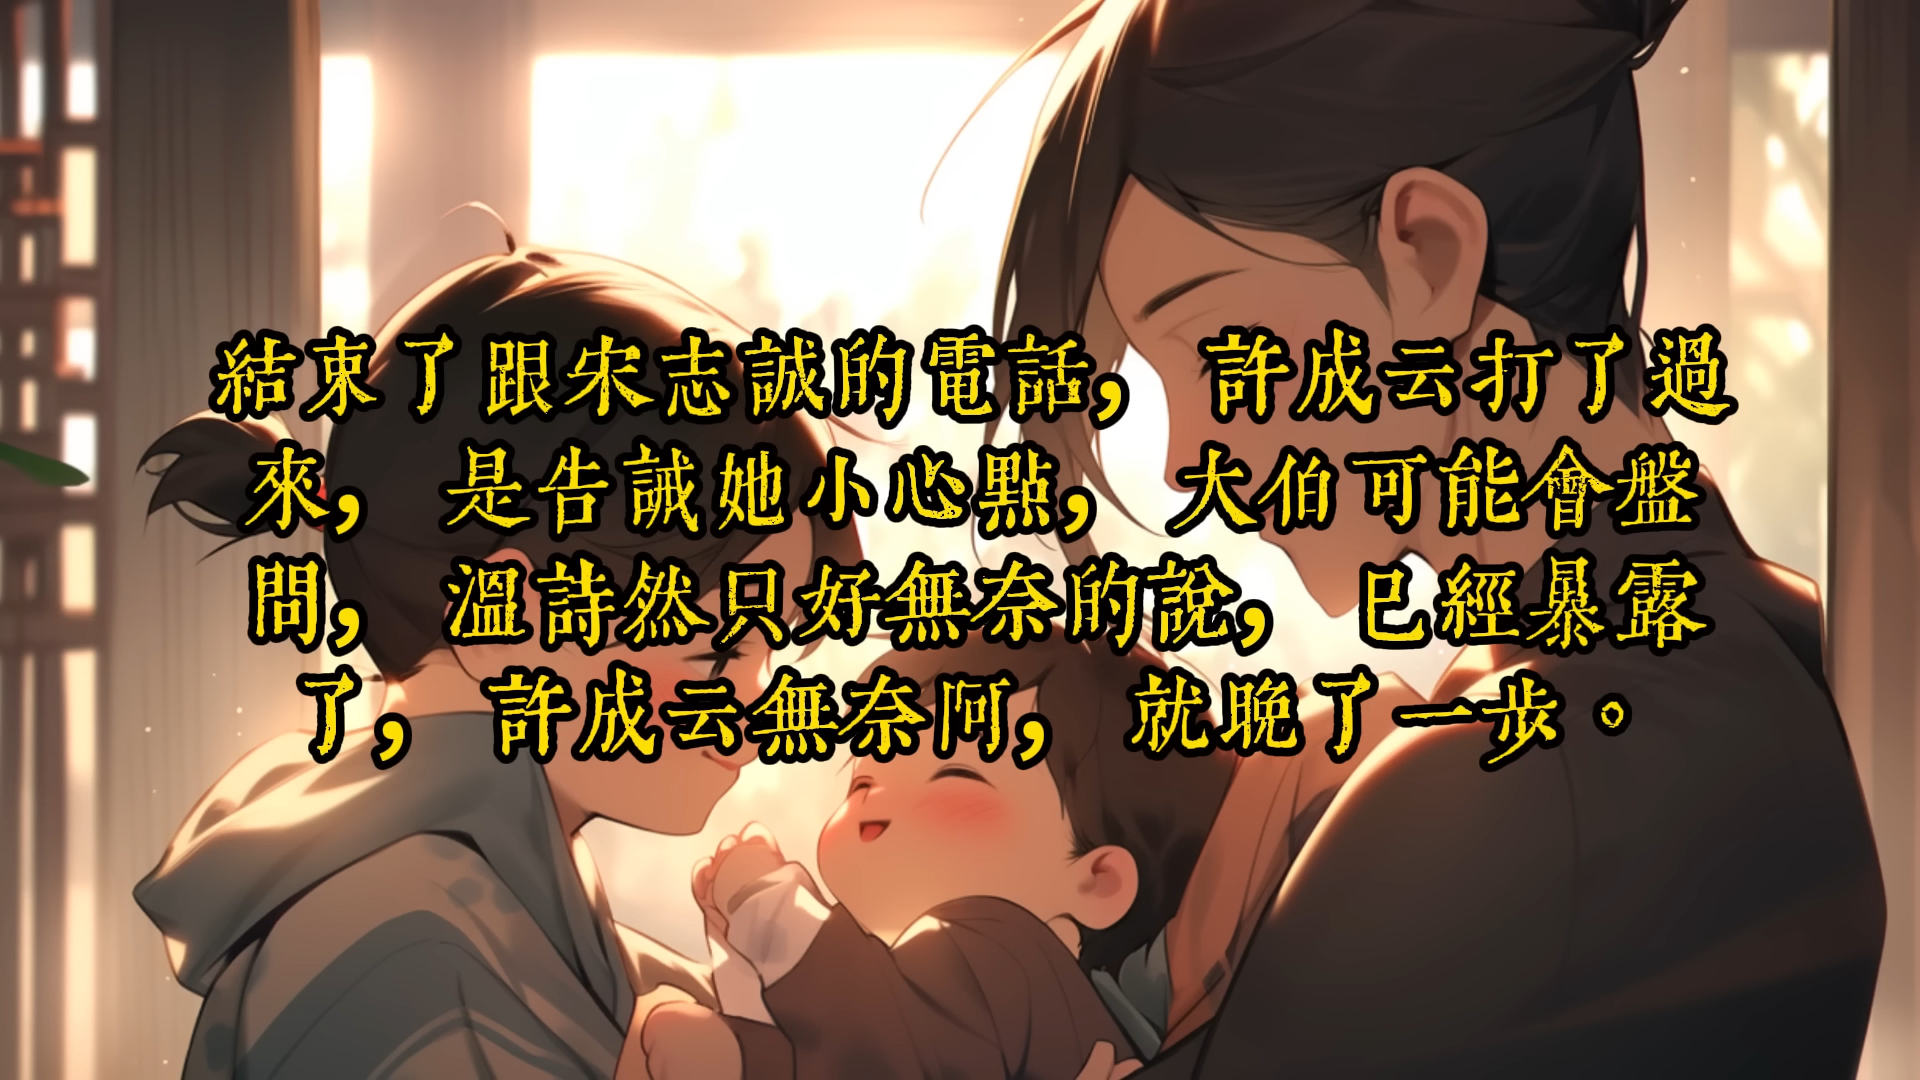 結束了跟宋志誠的電話，許成云打了過
來，是告誡她小心點，大伯可能會盤
問，溫詩然只好無奈的說，已經暴露
了，許成云無奈阿，就晚了一步。